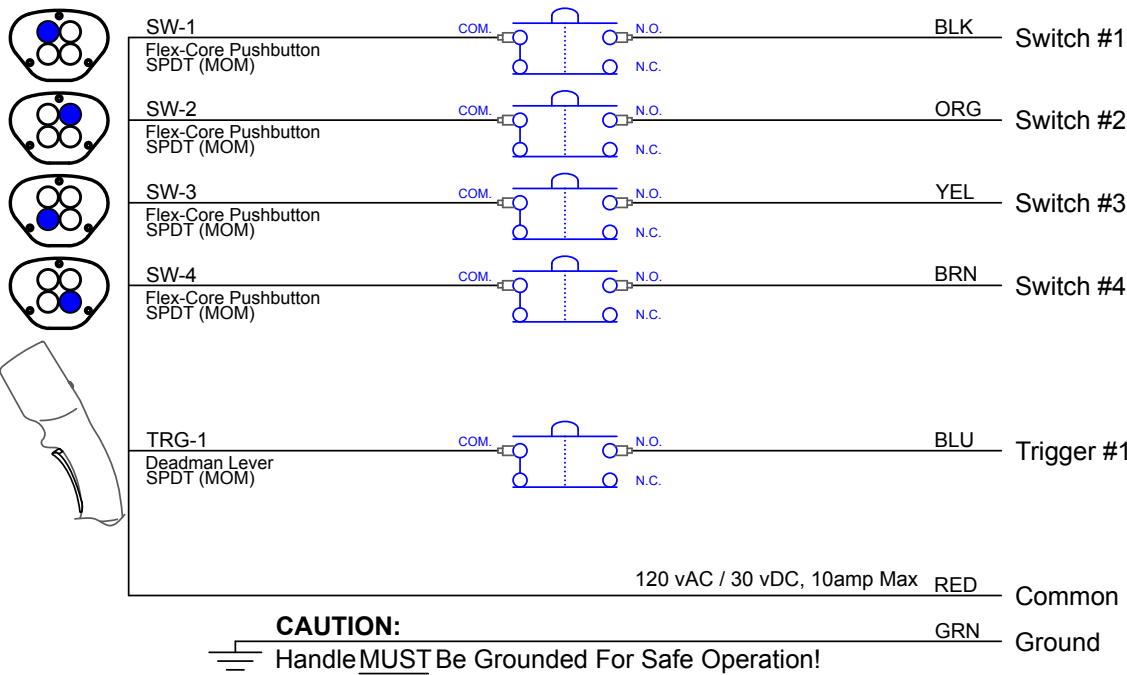 SW-1 COM. N.O. BLK Switch #1
Flex-Core Pushbutton
SPDT (MOM) N.C.
SW-2 COM. N.O. ORG Switch #2
Flex-Core Pushbutton
SPDT (MOM) N.C.
SW-3 COM. N.O. YEL Switch #3
Flex-Core Pushbutton
SPDT (MOM) N.C.
SW-4 COM. N.O. BRN Switch #4
Flex-Core Pushbutton
SPDT (MOM) N.C.
TRG-1 COM. N.O. BLU Trigger #1
Deadman Lever
SPDT (MOM) N.C.
120 vAC / 30 vDC, 10amp Max RED Common
CAUTION: GRN Ground
Handle MUST Be Grounded For Safe Operation!